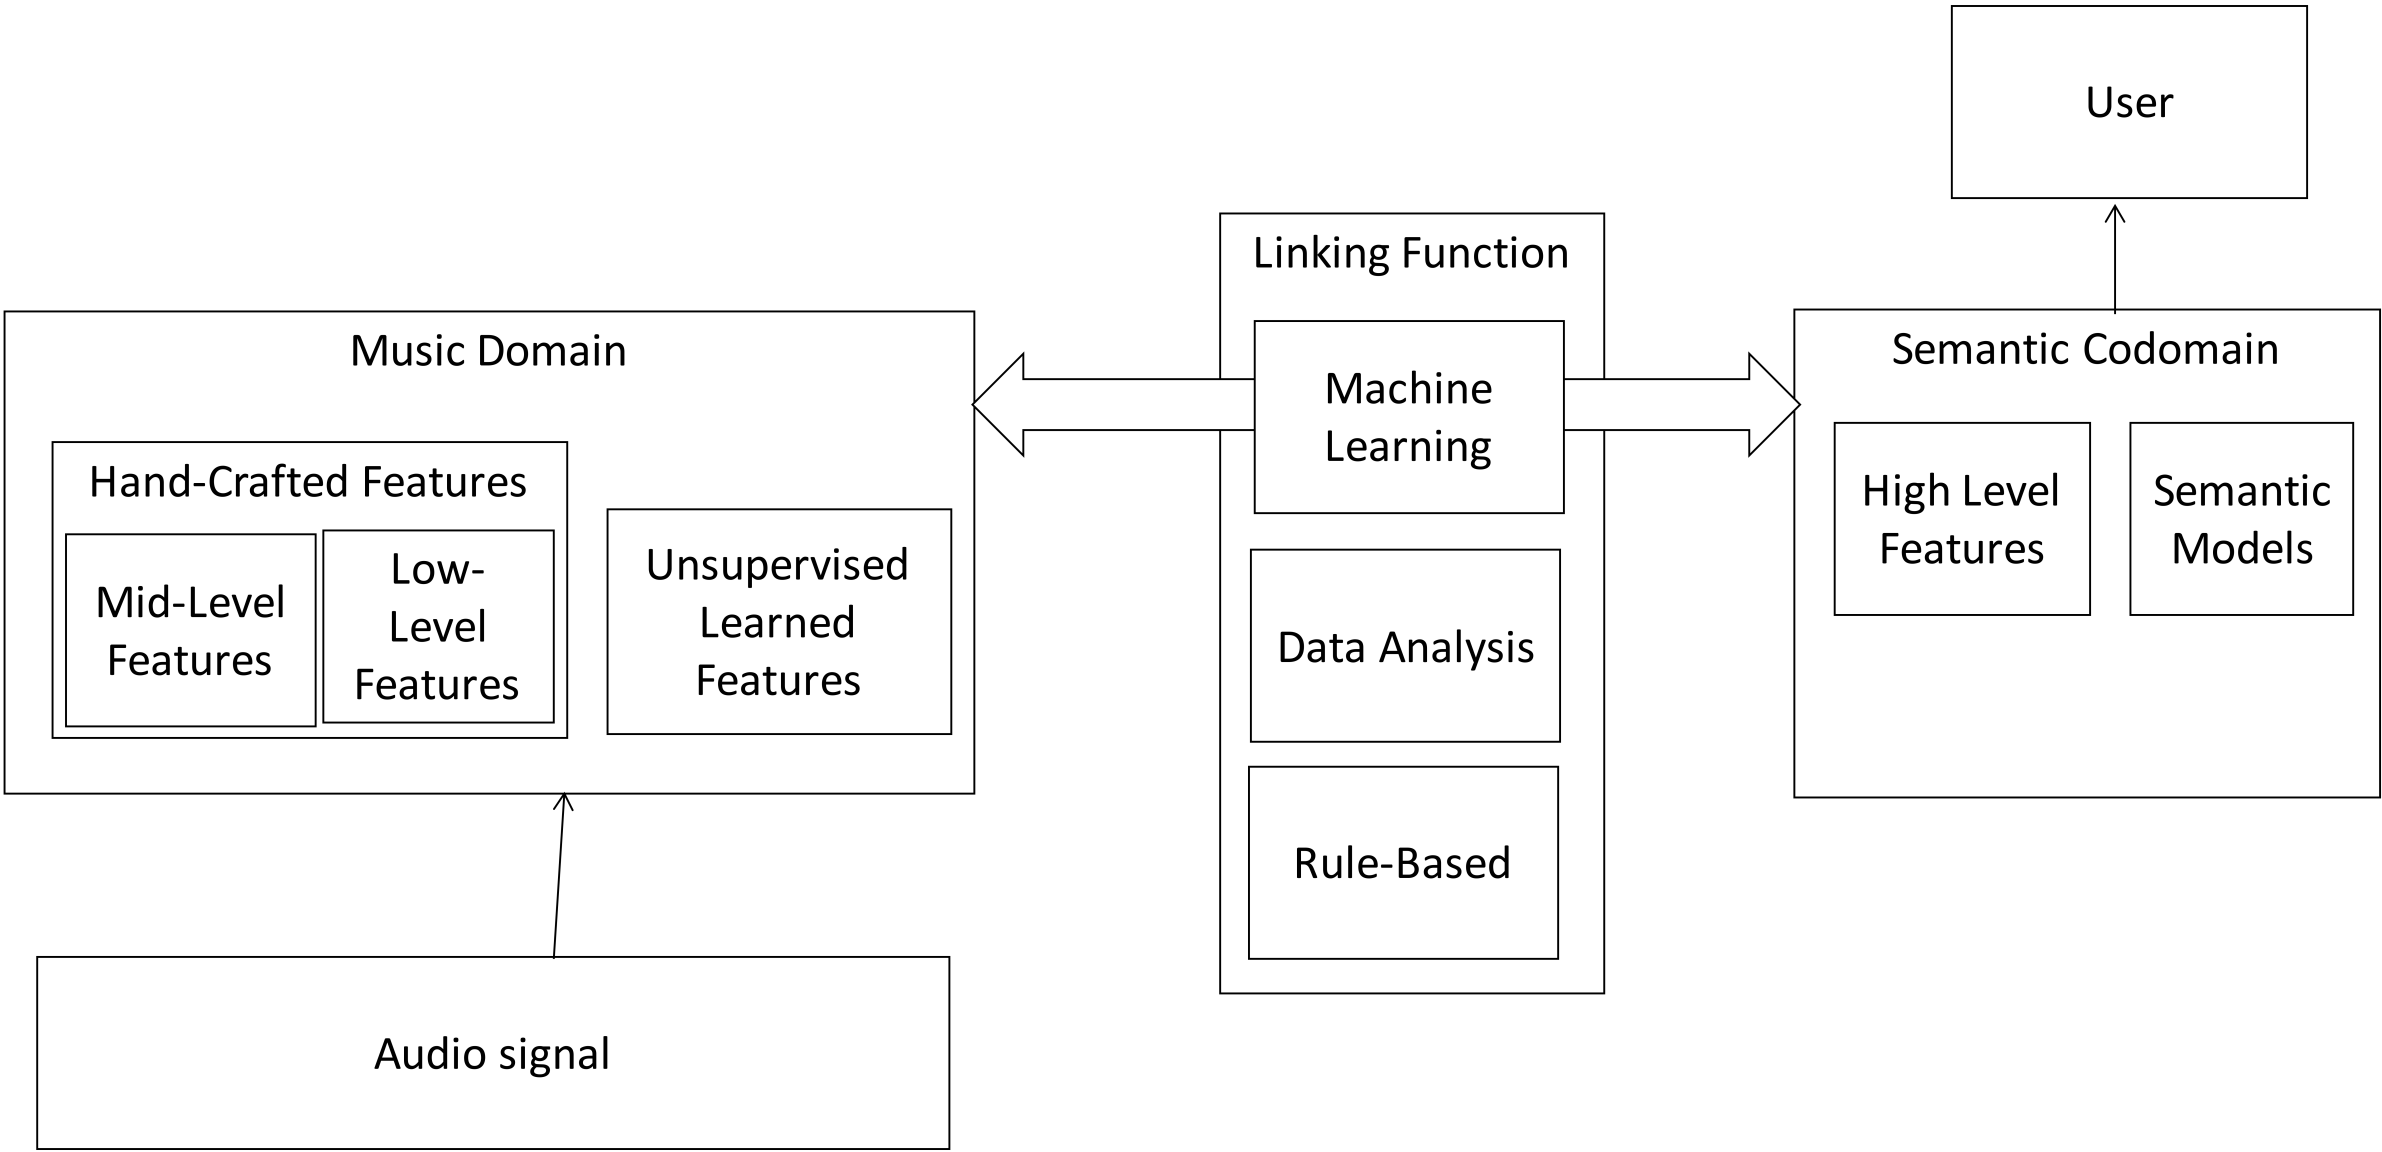 User
Linking Function
Machine
Learning
Data Analysis
Rule-Based
Music Domain
Hand-Crafted Features
Mid-Level
Features
Low-
Level
Features
Unsupervised
Learned
Features
Semantic Codomain
High Level
Features
Semantic
Models
Audio signal